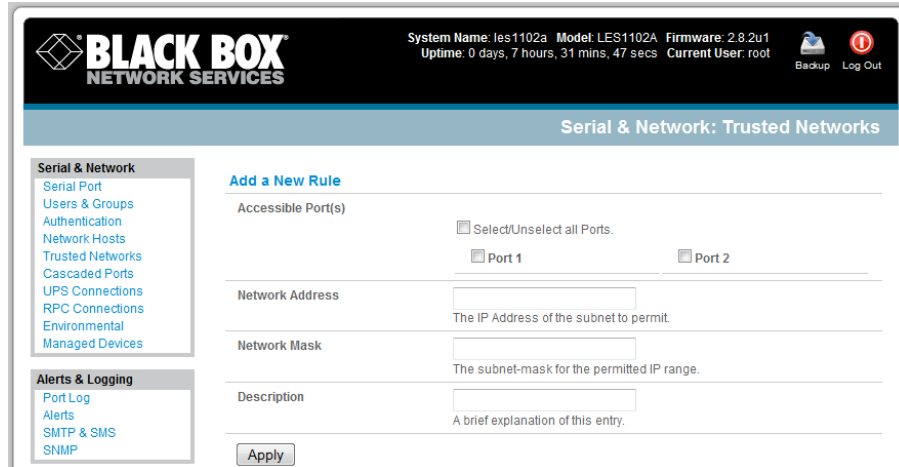 BLACK BOX
NETWORK SERVICES
System Name: les1102a Model: LES1102A Firmware: 2.8.2u1
Uptime: 0 days, 7 hours, 31 mins, 47 secs Current User: root
Backup
Log Out
Serial & Network: Trusted Networks
Serial & Network
Serial Port
Users & Groups
Authentication
Network Hosts
Trusted Networks
Cascaded Ports
UPS Connections
RPC Connections
Environmental
Managed Devices
Alerts & Logging
Port Log
Alerts
SMTP & SMS
SNMP
Add a New Rule
Accessible Port(s)
Select/Unselect all Ports.
Port 1
Port 2
Network Address
The IP Address of the subnet to permit.
Network Mask
The subnet-mask for the permitted IP range.
Description
A brief explanation of this entry.
Apply